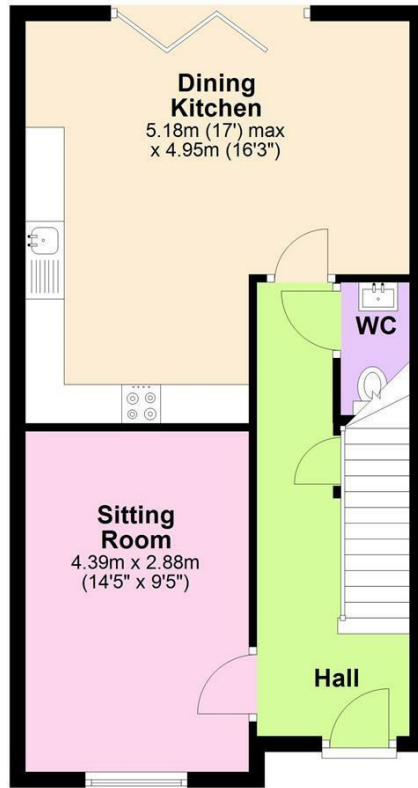 Dining
Kitchen
5.18m (17') max
x 4.95m (16'3")
WC
Sitting
Room
4.39m x 2.88m
(14'5" x 9'5")
Hall